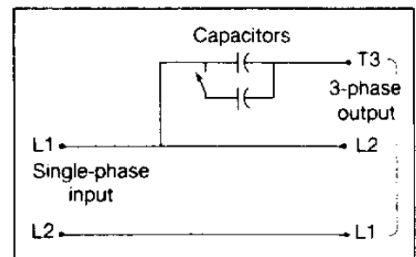 Capacitors
T3
3-phase
output
L1 L2
Single-phase
input
L2 L1